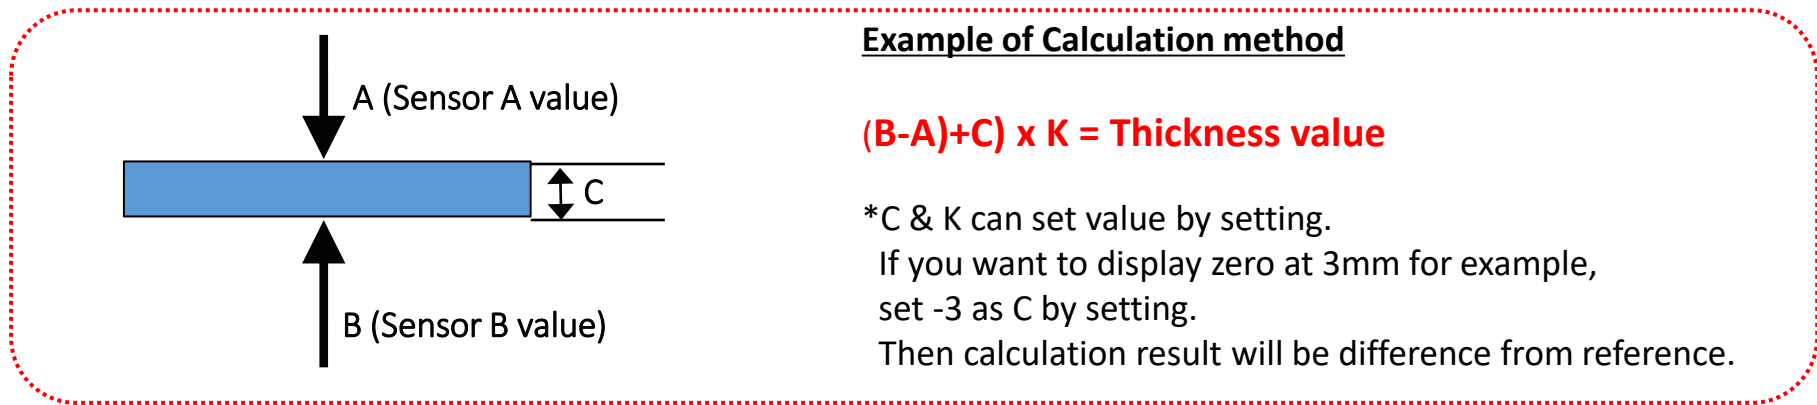 Example of Calculation method
A (Sensor A value)
(B-A)+C) x K = Thickness value
C
*C & K can set value by setting.
If you want to display zero at 3mm for example,
set -3 as C by setting.
B (Sensor B value)
Then calculation result will be difference from reference.